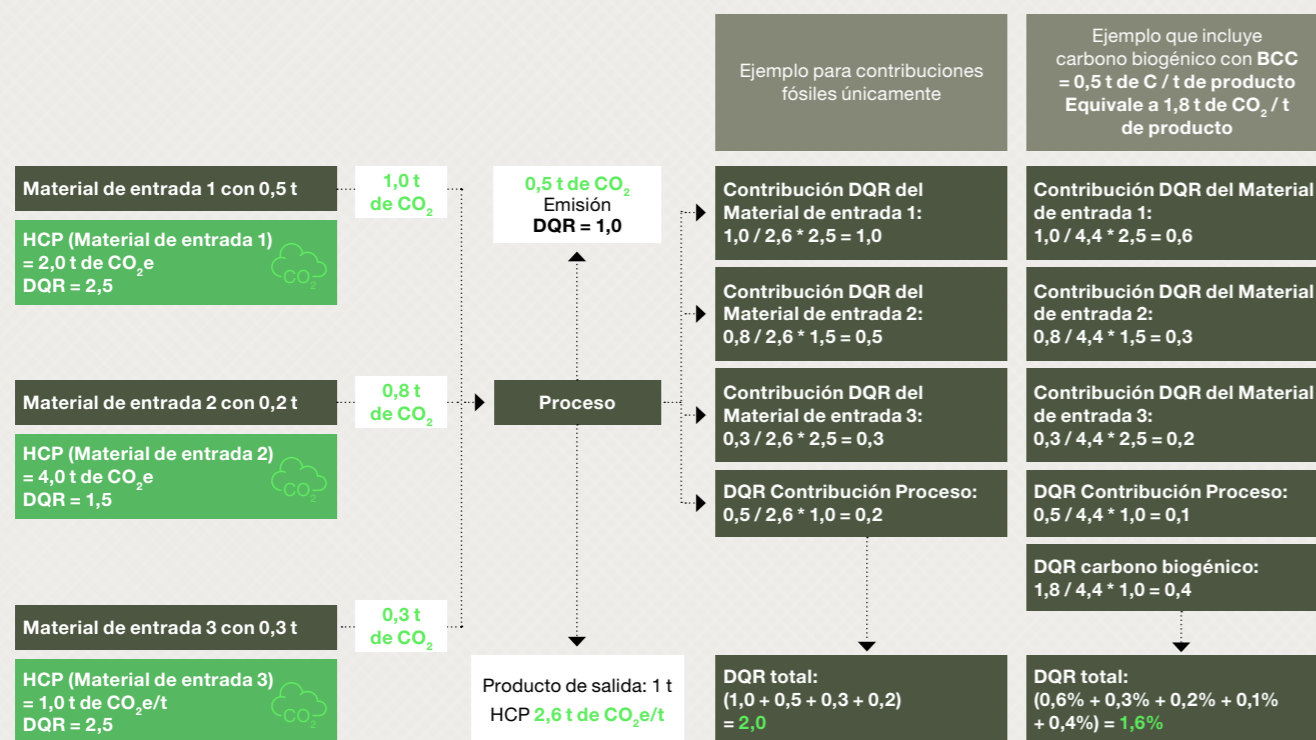 Ejemplo para contribuciones
fósiles únicamente
Ejemplo que incluye
carbono biogénico con BCC
= 0,5 t de C / t de producto
Equivale a 1,8 t de CO₂ / t
de producto
Material de entrada 1 con 0,5 t
HCP (Material de entrada 1)
= 2,0 t de CO₂e
DQR = 2,5
CO₂
1,0 t
de CO₂
Material de entrada 2 con 0,2 t
HCP (Material de entrada 2)
= 4,0 t de CO₂e
DQR = 1,5
CO₂
0,8 t
de CO₂
Material de entrada 3 con 0,3 t
HCP (Material de entrada 3)
= 1,0 t de CO₂e/t
DQR = 2,5
CO₂
0,3 t
de CO₂
0,5 t de CO₂
Emisión
DQR = 1,0
Proceso
Producto de salida: 1 t
HCP 2,6 t de CO₂e/t
Contribución DQR del
Material de entrada 1:
1,0 / 2,6 * 2,5 = 1,0
Contribución DQR del
Material de entrada 2:
0,8 / 2,6 * 1,5 = 0,5
Contribución DQR del
Material de entrada 3:
0,3 / 2,6 * 2,5 = 0,3
DQR Contribución Proceso:
0,5 / 2,6 * 1,0 = 0,2
DQR total:
(1,0 + 0,5 + 0,3 + 0,2)
= 2,0
Contribución DQR del Material
de entrada 1:
1,0 / 4,4 * 2,5 = 0,6
Contribución DQR del Material
de entrada 2:
0,8 / 4,4 * 1,5 = 0,3
Contribución DQR del Material
de entrada 3:
0,3 / 4,4 * 2,5 = 0,2
DQR Contribución Proceso:
0,5 / 4,4 * 1,0 = 0,1
DQR carbono biogénico:
1,8 / 4,4 * 1,0 = 0,4
DQR total:
(0,6% + 0,3% + 0,2% + 0,1%
+ 0,4%) = 1,6%